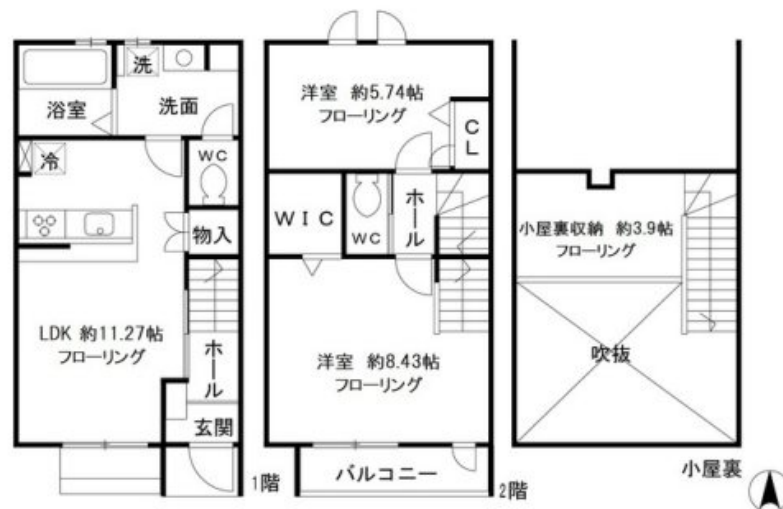 洗
浴室
洗面
冷
WC
物入
LDK 約11.27帖
フローリング
ホール
玄関
1階
洋室 約5.74帖
フローリング
CL
WIC
WC
ホール
洋室 約8.43帖
フローリング
バルコニー
2階
小屋裏収納 約3.9帖
フローリング
吹抜
小屋裏